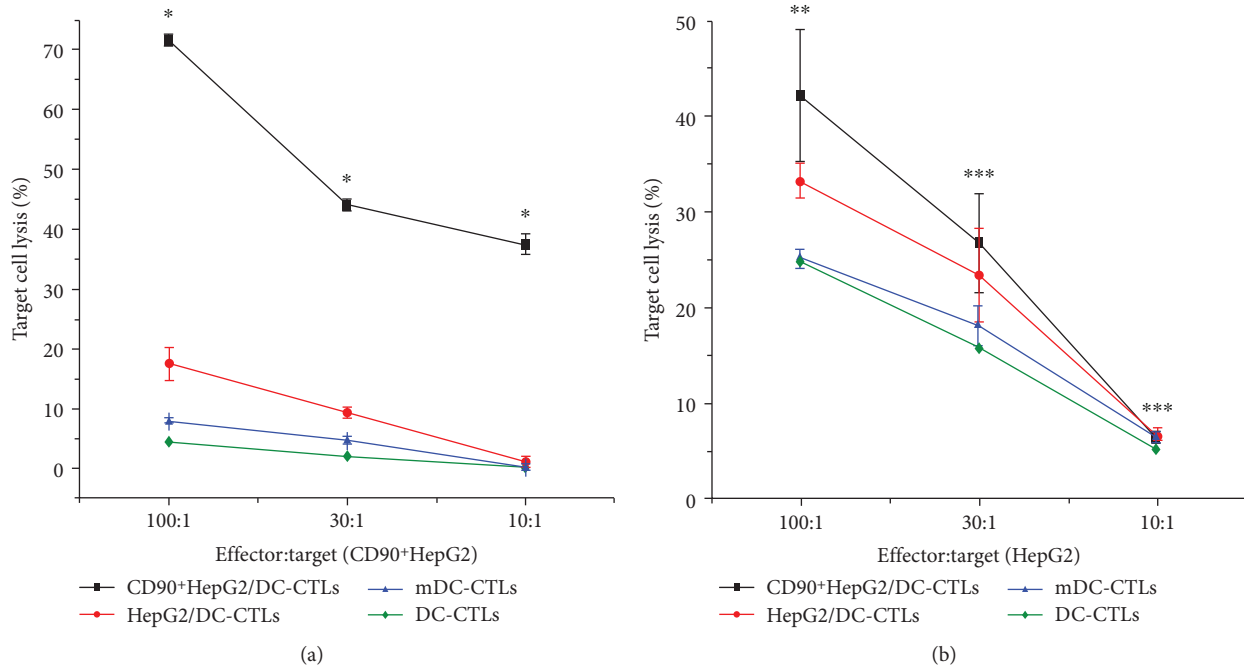 Target cell lysis (%)
70
60
50
40
30
20
10
0
*
*
*
100:1
30:1
10:1
Effector:target (CD90⁺HepG2)
CD90⁺HepG2/DC-CTLs
HepG2/DC-CTLs
mDC-CTLs
DC-CTLs
(a)
Target cell lysis (%)
50
40
30
20
10
0
**
***
***
100:1
30:1
10:1
Effector:target (HepG2)
CD90⁺HepG2/DC-CTLs
HepG2/DC-CTLs
mDC-CTLs
DC-CTLs
(b)